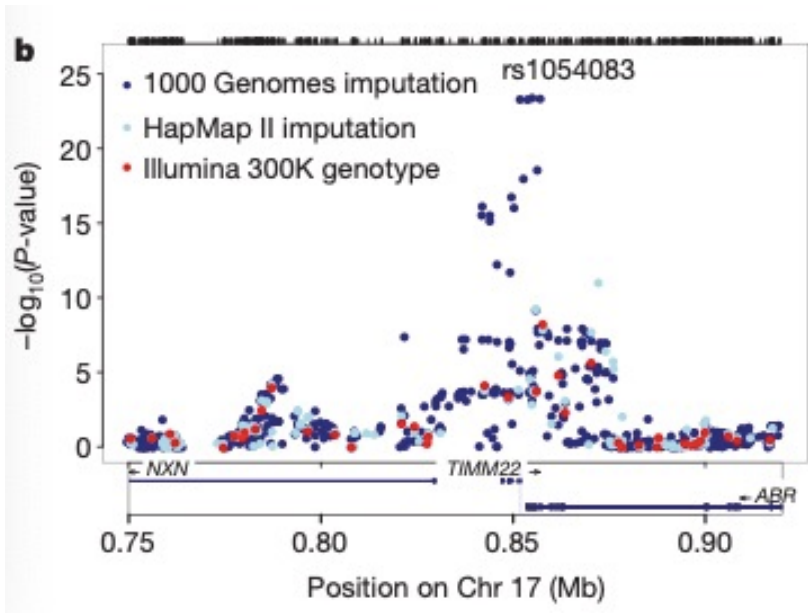 b
rs1054083
1000 Genomes imputation
HapMap II imputation
Illumina 300K genotype
–log10(P-value)
25
20
15
10
5
0
NXN
TIMM22
ABR
0.75 0.80 0.85 0.90
Position on Chr 17 (Mb)